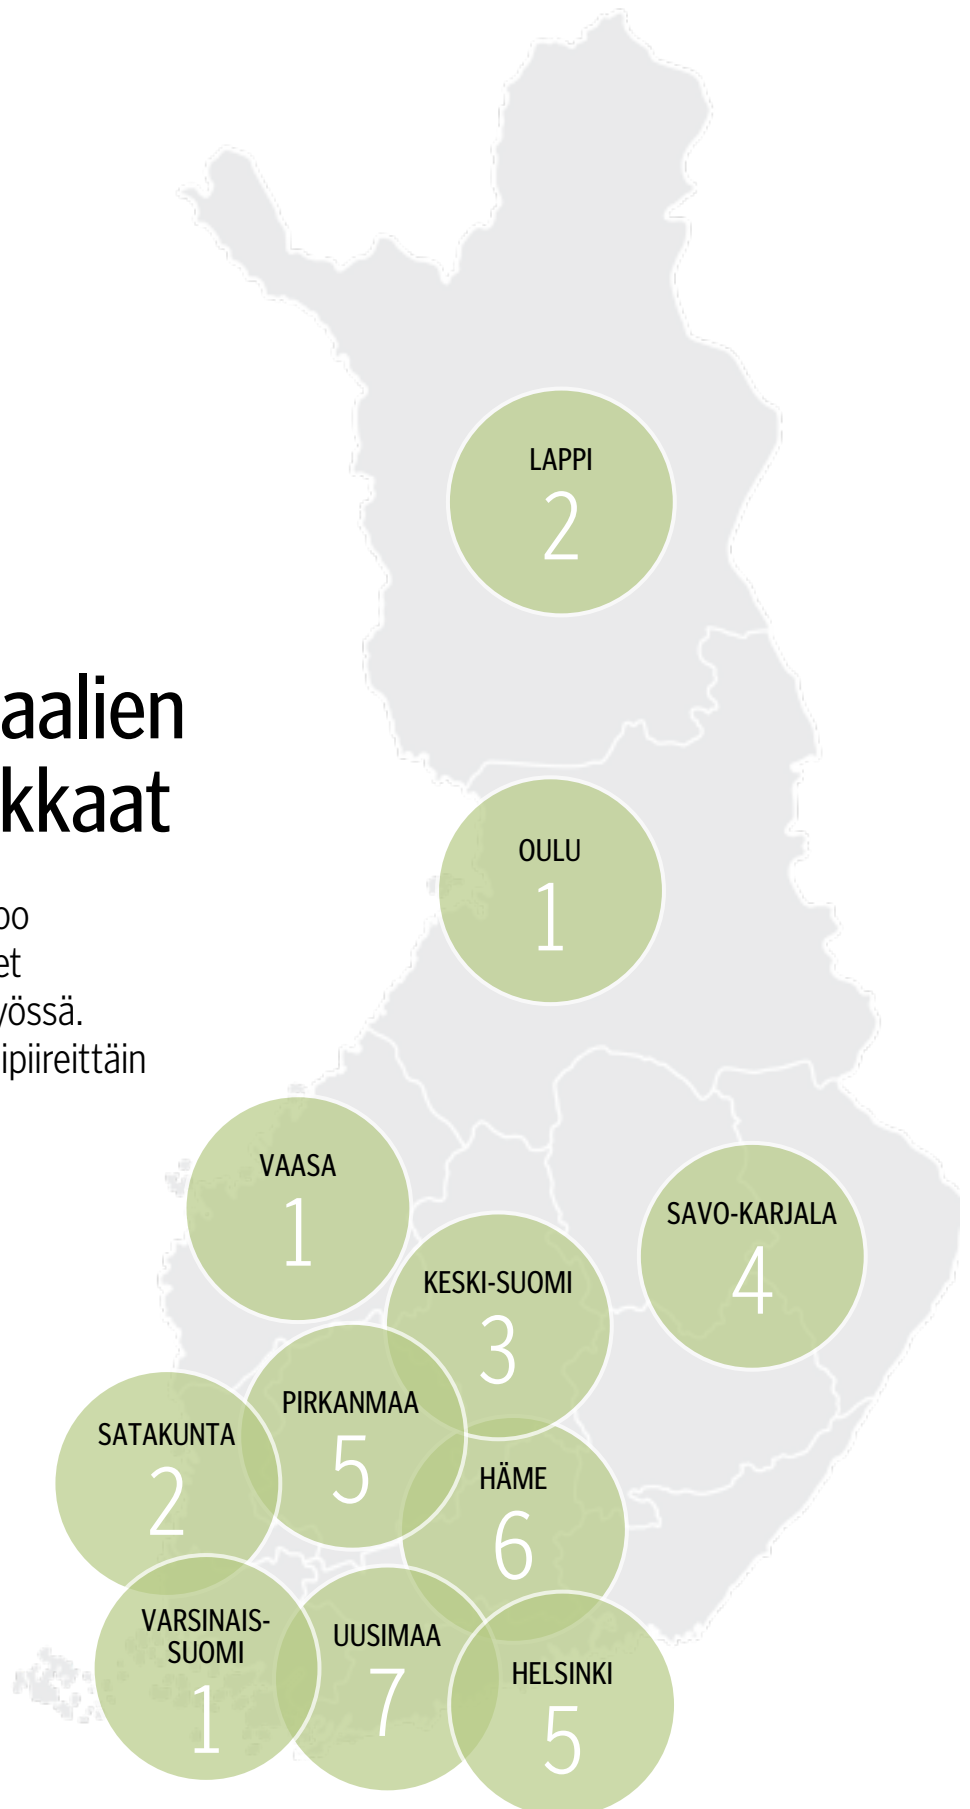 LAPPI
2
aalien
kkaat
OULU
1
oo
et
yössä.
ipiireittäin
VAASA
1
SAVO-KARJALA
4
KESKI-SUOMI
3
PIRKANMAA
5
SATAKUNTA
2
HÄME
6
VARSINAIS-
SUOMI
1
UUSIMAA
7
HELSINKI
5